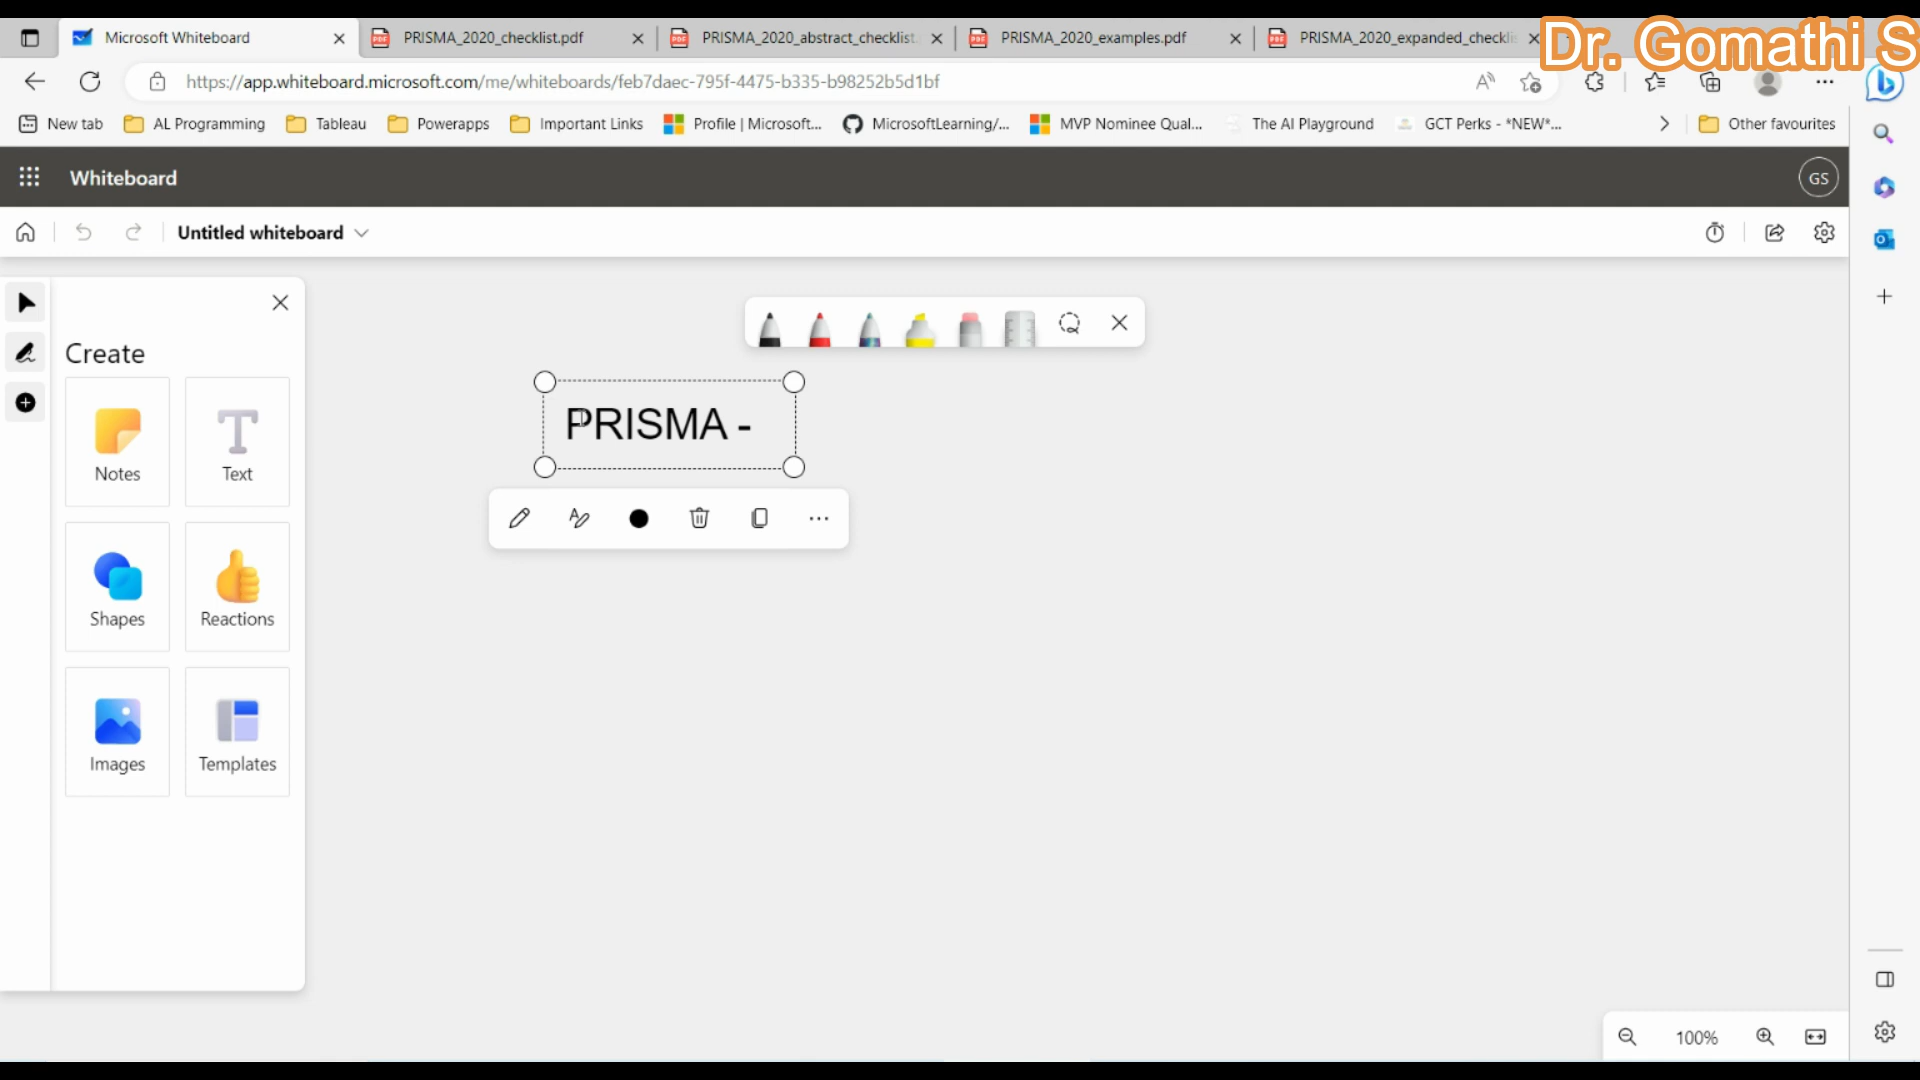 Dr. Gomathi S
Microsoft Whiteboard
PRISMA_2020_checklist.pdf
PRISMA_2020_abstract_checklist.
PRISMA_2020_examples.pdf
PRISMA_2020_expanded_checkli
https://app.whiteboard.microsoft.com/me/whiteboards/feb7daec-795f-4475-b335-b98252b5d1bf
New tab
AL Programming
Tableau
Powerapps
Important Links
Profile | Microsoft...
MicrosoftLearning/...
MVP Nominee Qual...
The AI Playground
GCT Perks - *NEW*...
Other favourites
Whiteboard
GS
Untitled whiteboard
Create
Notes
Text
Shapes
Reactions
Images
Templates
PRISMA -
100%